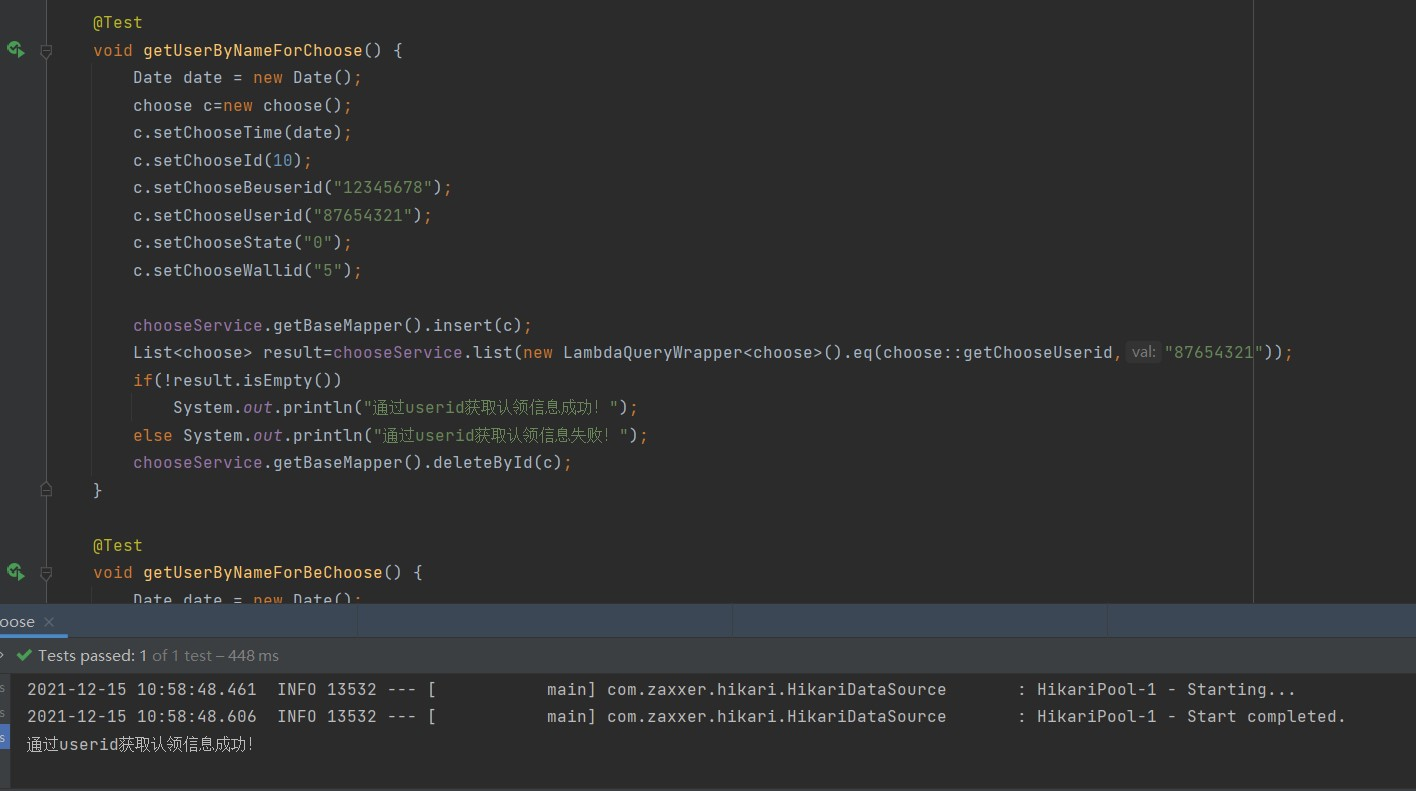 @Test
void getUserByNameForChoose() {
Date date = new Date();
choose c=new choose();
c.setChooseTime(date);
c.setChooseId(10);
c.setChooseBeuserid("12345678");
c.setChooseUserid("87654321");
c.setChooseState("0");
c.setChooseWallid("5");
chooseService.getBaseMapper().insert(c);
List<choose> result=chooseService.list(new LambdaQueryWrapper<choose>().eq(choose::getChooseUserid, val: "87654321"));
if(!result.isEmpty())
System.out.println("通过userid获取认领信息成功！");
else System.out.println("通过userid获取认领信息失败！");
chooseService.getBaseMapper().deleteById(c);
}
@Test
void getUserByNameForBeChoose() {
Date date = new Date();
oose ×
Tests passed: 1 of 1 test – 448 ms
2021-12-15 10:58:48.461  INFO 13532 --- [           main] com.zaxxer.hikari.HikariDataSource       : HikariPool-1 - Starting...
2021-12-15 10:58:48.606  INFO 13532 --- [           main] com.zaxxer.hikari.HikariDataSource       : HikariPool-1 - Start completed.
通过userid获取认领信息成功！